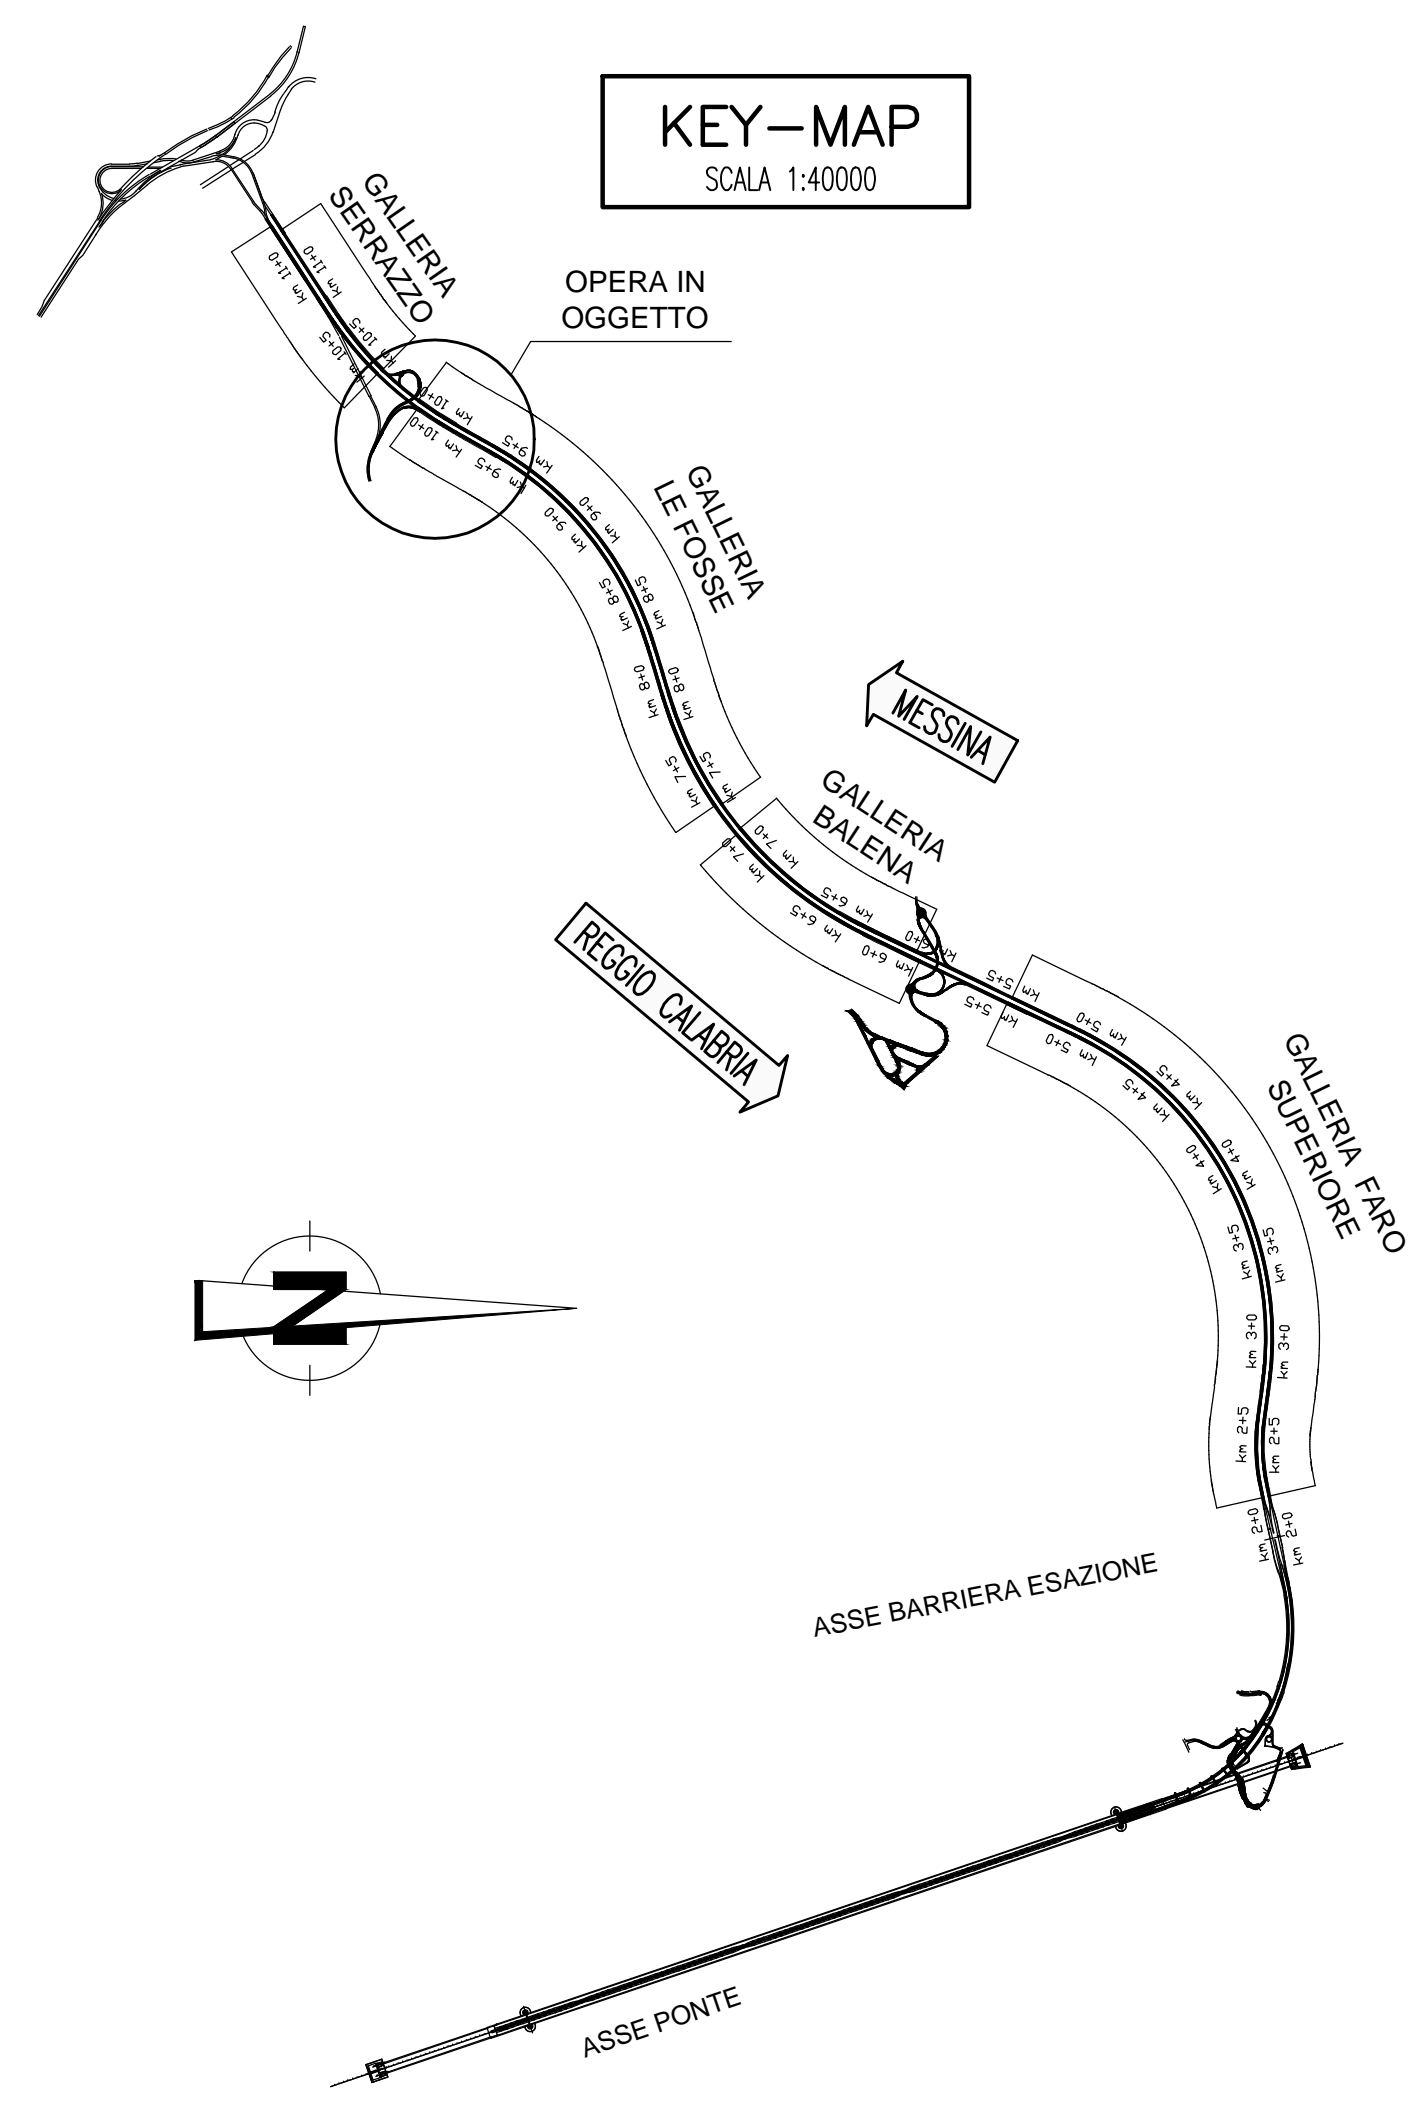 KEY-MAP
SCALA 1:40000
GALLERIA
SERRAZZO
OPERA IN
OGGETTO
km 11+0
km 11+0
km 10+5
km 10+5
km 10+0
km 10+0
km 9+5
km 9+5
GALLERIA
LE FOSSE
km 9+0
km 9+0
km 8+5
km 8+5
km 8+0
km 8+0
MESSINA
km 7+5
km 7+5
GALLERIA
BALENA
km 7+0
km 7+0
km 6+5
km 6+5
km 6+0
km 6+0
REGGIO CALABRIA
km 5+5
km 5+5
km 5+0
km 5+0
GALLERIA FARO
SUPERIORE
km 4+5
km 4+5
km 4+0
km 4+0
km 3+5
km 3+5
N
km 3+0
km 3+0
km 2+5
km 2+5
km 2+0
km 2+0
ASSE BARRIERA ESAZIONE
ASSE PONTE